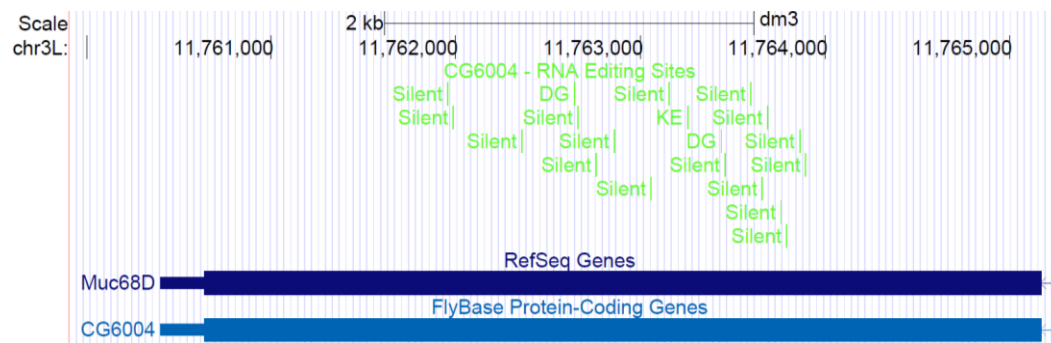 Scale 2 kb dm3
chr3L: 11,761,000 11,762,000 11,763,000 11,764,000 11,765,000
CG6004 - RNA Editing Sites
Silent DG Silent Silent
Silent Silent KE Silent
Silent Silent DG Silent
Silent Silent Silent
Silent Silent
Silent
Silent
RefSeq Genes
Muc68D
FlyBase Protein-Coding Genes
CG6004